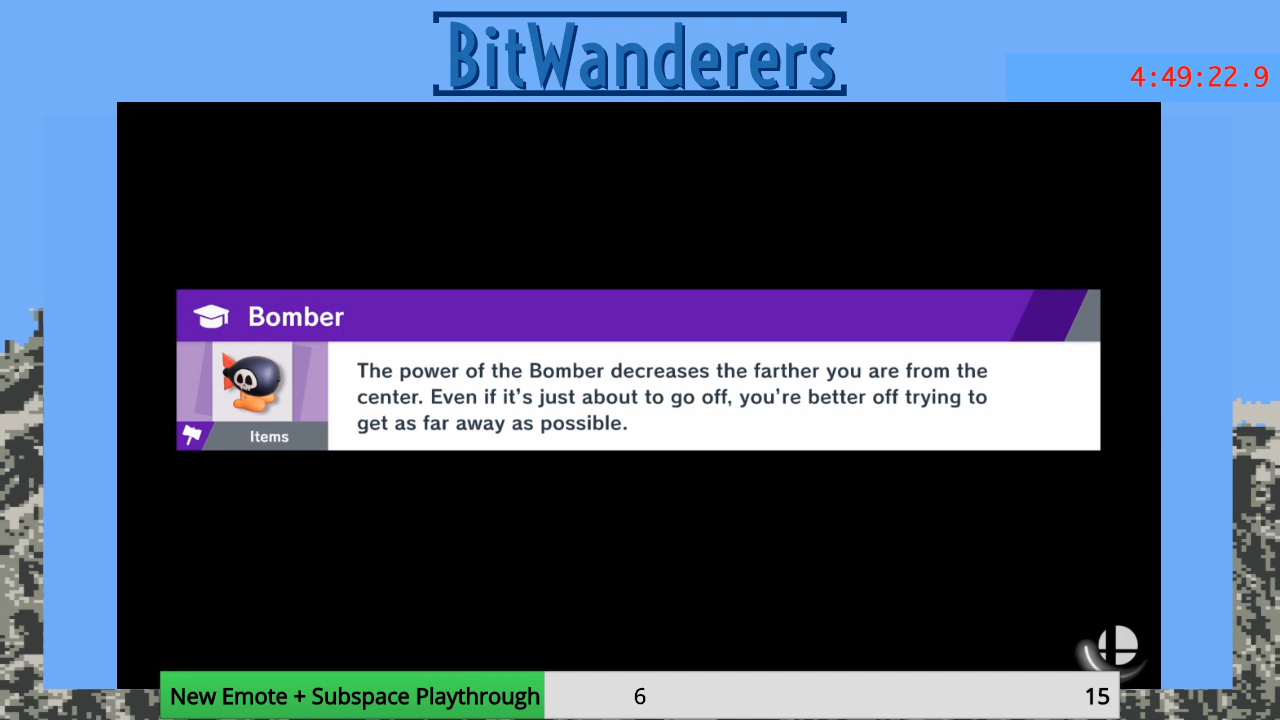 BitWanderers
4:49:22.9
Bomber
The power of the Bomber decreases the farther you are from the
center. Even if it's just about to go off, you're better off trying to
get as far away as possible.
Items
New Emote + Subspace Playthrough 6 15